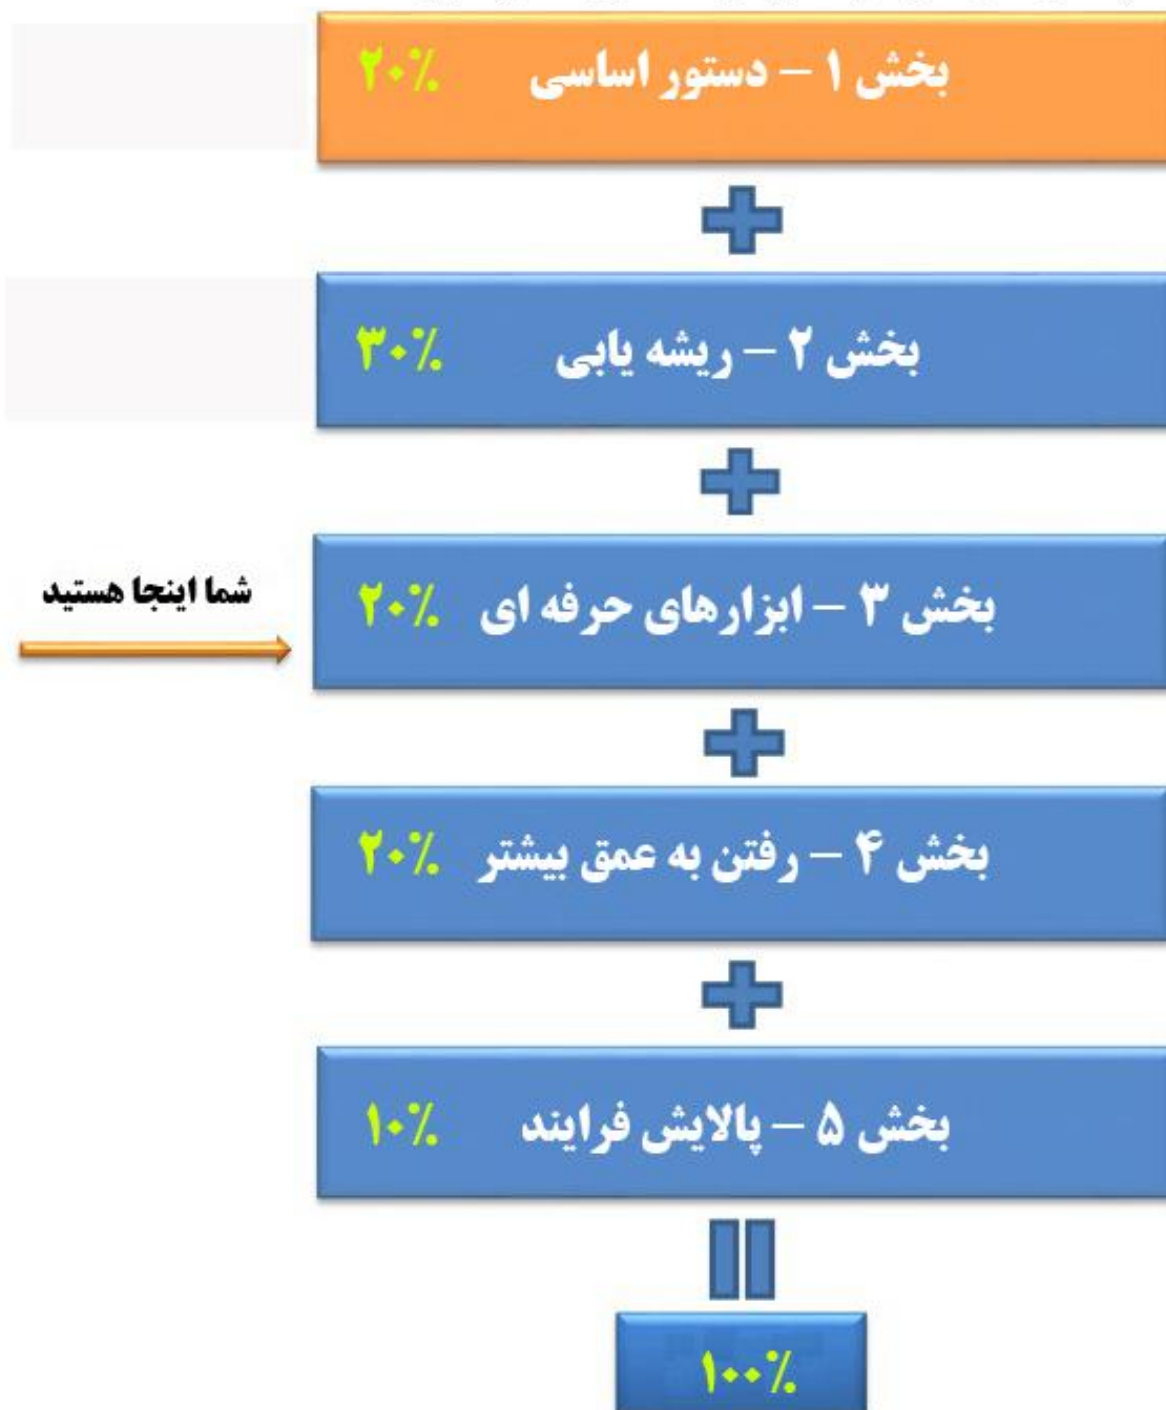 بخش ۱ – دستور اساسی ۲۰%
بخش ۲ – ریشه یابی ۳۰%
شما اینجا هستید
بخش ۳ – ابزارهای حرفه ای ۲۰%
بخش ۴ – رفتن به عمق بیشتر ۲۰%
بخش ۵ – پالایش فرایند ۱۰%
۱۰۰%